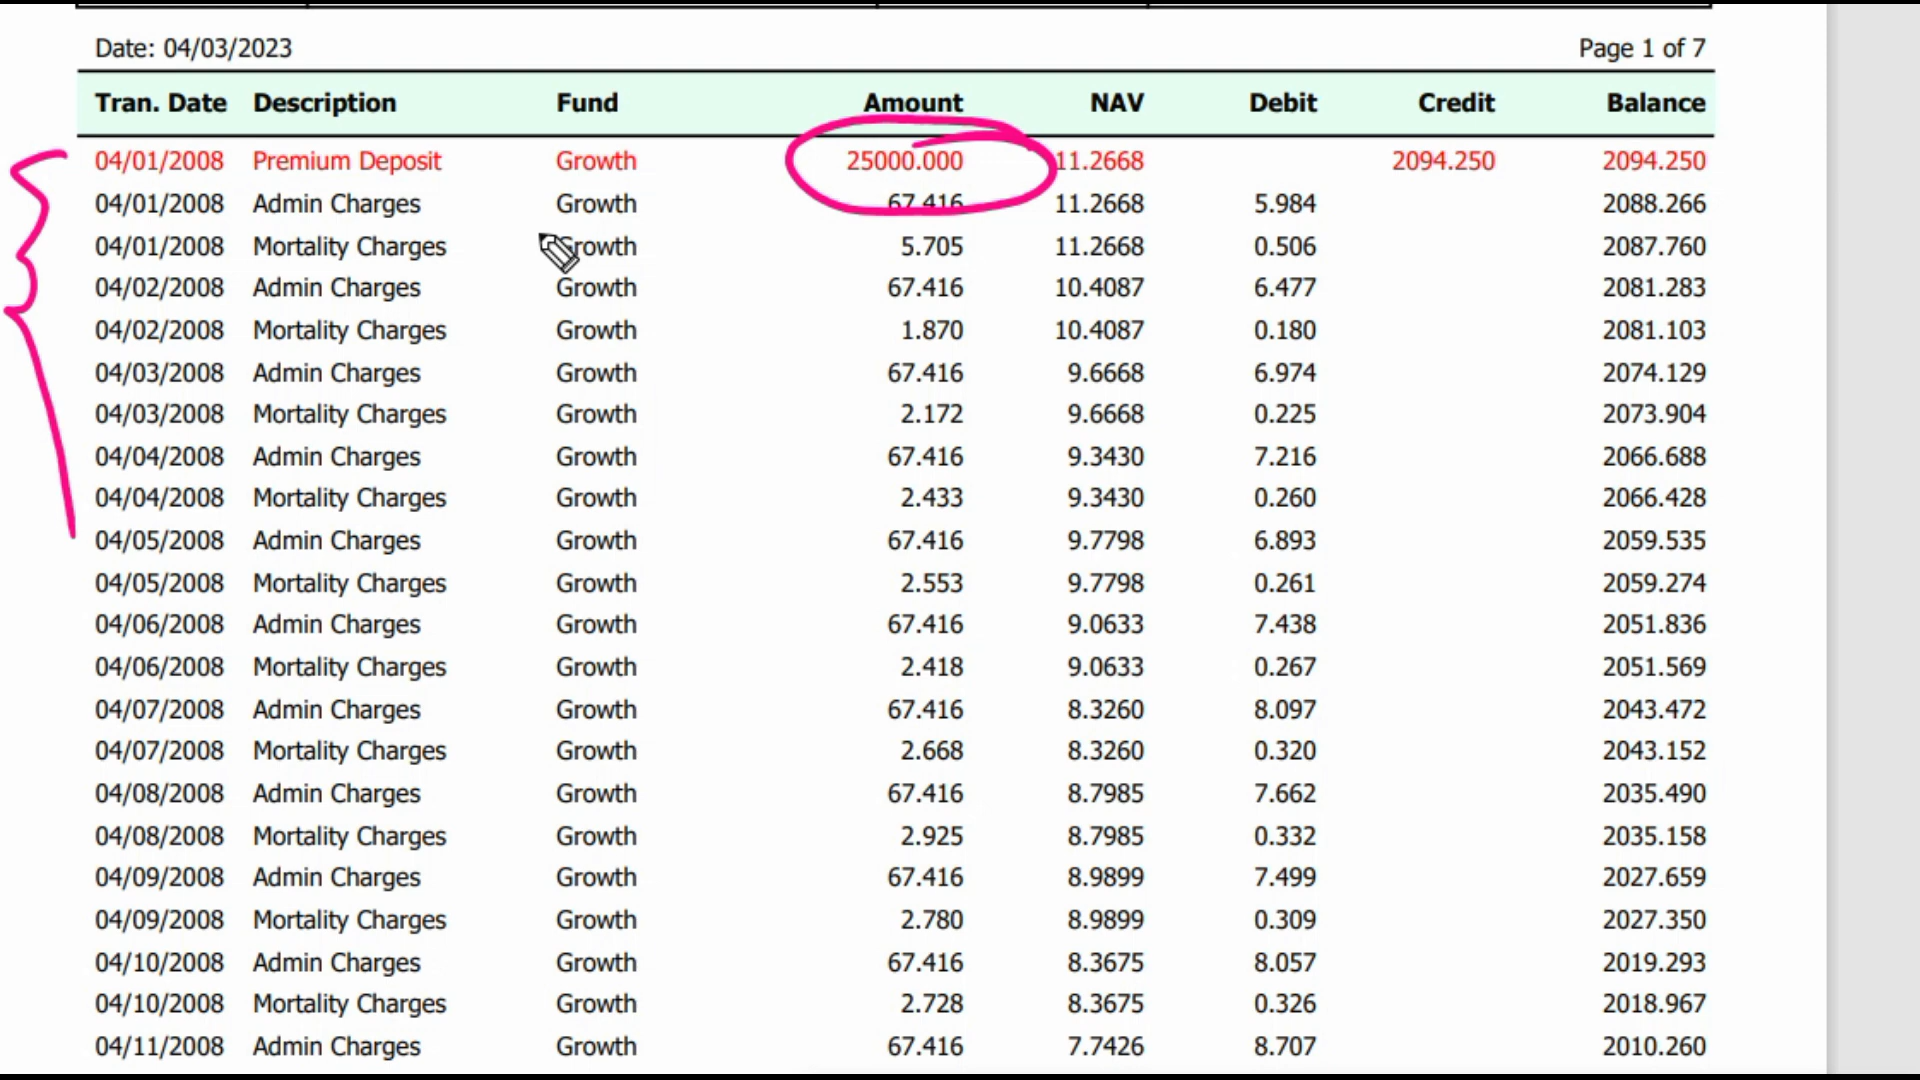 Date: 04/03/2023 Page 1 of 7
Tran. Date Description Fund Amount NAV Debit Credit Balance
04/01/2008 Premium Deposit Growth 25000.000 11.2668 2094.250 2094.250
04/01/2008 Admin Charges Growth 67.416 11.2668 5.984 2088.266
04/01/2008 Mortality Charges Growth 5.705 11.2668 0.506 2087.760
04/02/2008 Admin Charges Growth 67.416 10.4087 6.477 2081.283
04/02/2008 Mortality Charges Growth 1.870 10.4087 0.180 2081.103
04/03/2008 Admin Charges Growth 67.416 9.6668 6.974 2074.129
04/03/2008 Mortality Charges Growth 2.172 9.6668 0.225 2073.904
04/04/2008 Admin Charges Growth 67.416 9.3430 7.216 2066.688
04/04/2008 Mortality Charges Growth 2.433 9.3430 0.260 2066.428
04/05/2008 Admin Charges Growth 67.416 9.7798 6.893 2059.535
04/05/2008 Mortality Charges Growth 2.553 9.7798 0.261 2059.274
04/06/2008 Admin Charges Growth 67.416 9.0633 7.438 2051.836
04/06/2008 Mortality Charges Growth 2.418 9.0633 0.267 2051.569
04/07/2008 Admin Charges Growth 67.416 8.3260 8.097 2043.472
04/07/2008 Mortality Charges Growth 2.668 8.3260 0.320 2043.152
04/08/2008 Admin Charges Growth 67.416 8.7985 7.662 2035.490
04/08/2008 Mortality Charges Growth 2.925 8.7985 0.332 2035.158
04/09/2008 Admin Charges Growth 67.416 8.9899 7.499 2027.659
04/09/2008 Mortality Charges Growth 2.780 8.9899 0.309 2027.350
04/10/2008 Admin Charges Growth 67.416 8.3675 8.057 2019.293
04/10/2008 Mortality Charges Growth 2.728 8.3675 0.326 2018.967
04/11/2008 Admin Charges Growth 67.416 7.7426 8.707 2010.260